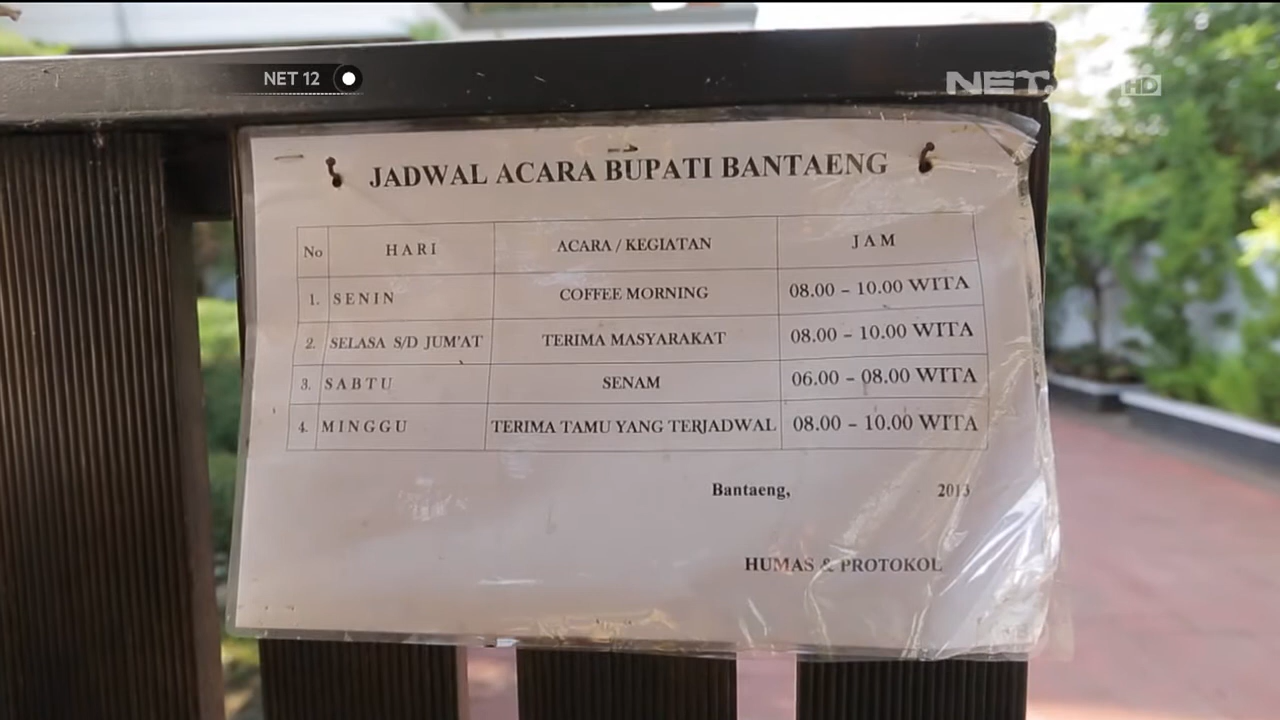 NET 12
NET. HD
JADWAL ACARA BUPATI BANTAENG
No HARI ACARA / KEGIATAN JAM
1. SENIN COFFEE MORNING 08.00 – 10.00 WITA
2. SELASA S/D JUM'AT TERIMA MASYARAKAT 08.00 – 10.00 WITA
3. SABTU SENAM 06.00 – 08.00 WITA
4. MINGGU TERIMA TAMU YANG TERJADWAL 08.00 – 10.00 WITA
Bantaeng, 2013
HUMAS & PROTOKOL